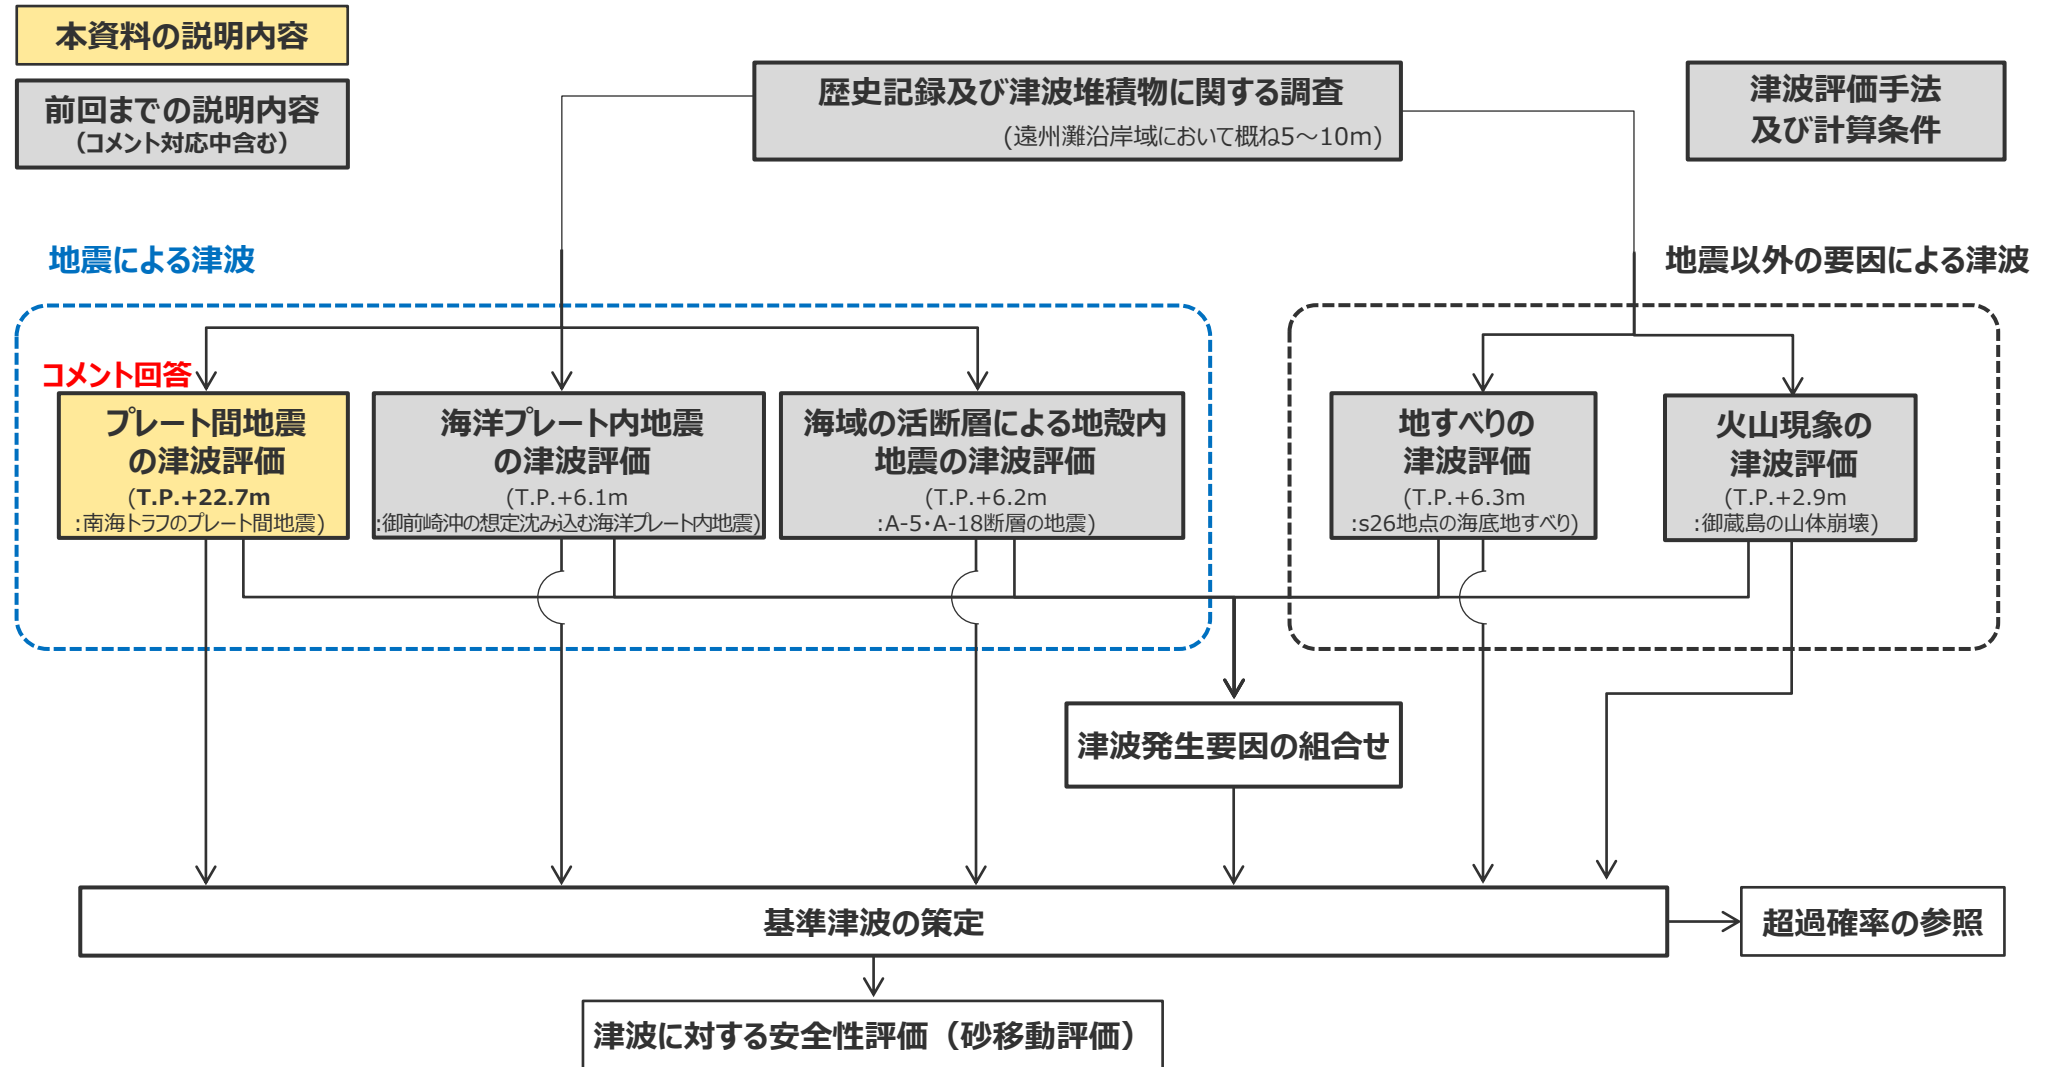 本資料の説明内容
前回までの説明内容
（コメント対応中含む）
歴史記録及び津波堆積物に関する調査
(遠州灘沿岸域において概ね5～10m)
津波評価手法
及び計算条件
地震による津波
地震以外の要因による津波
コメント回答
プレート間地震
の津波評価
(T.P.+22.7m
:南海トラフのプレート間地震)
海洋プレート内地震
の津波評価
(T.P.+6.1m
:御前崎沖の想定沈み込む海洋プレート内地震)
海域の活断層による地殻内
地震の津波評価
(T.P.+6.2m
:A-5・A-18断層の地震)
地すべりの
津波評価
(T.P.+6.3m
:s26地点の海底地すべり)
火山現象の
津波評価
(T.P.+2.9m
:御蔵島の山体崩壊)
津波発生要因の組合せ
基準津波の策定
超過確率の参照
津波に対する安全性評価（砂移動評価）